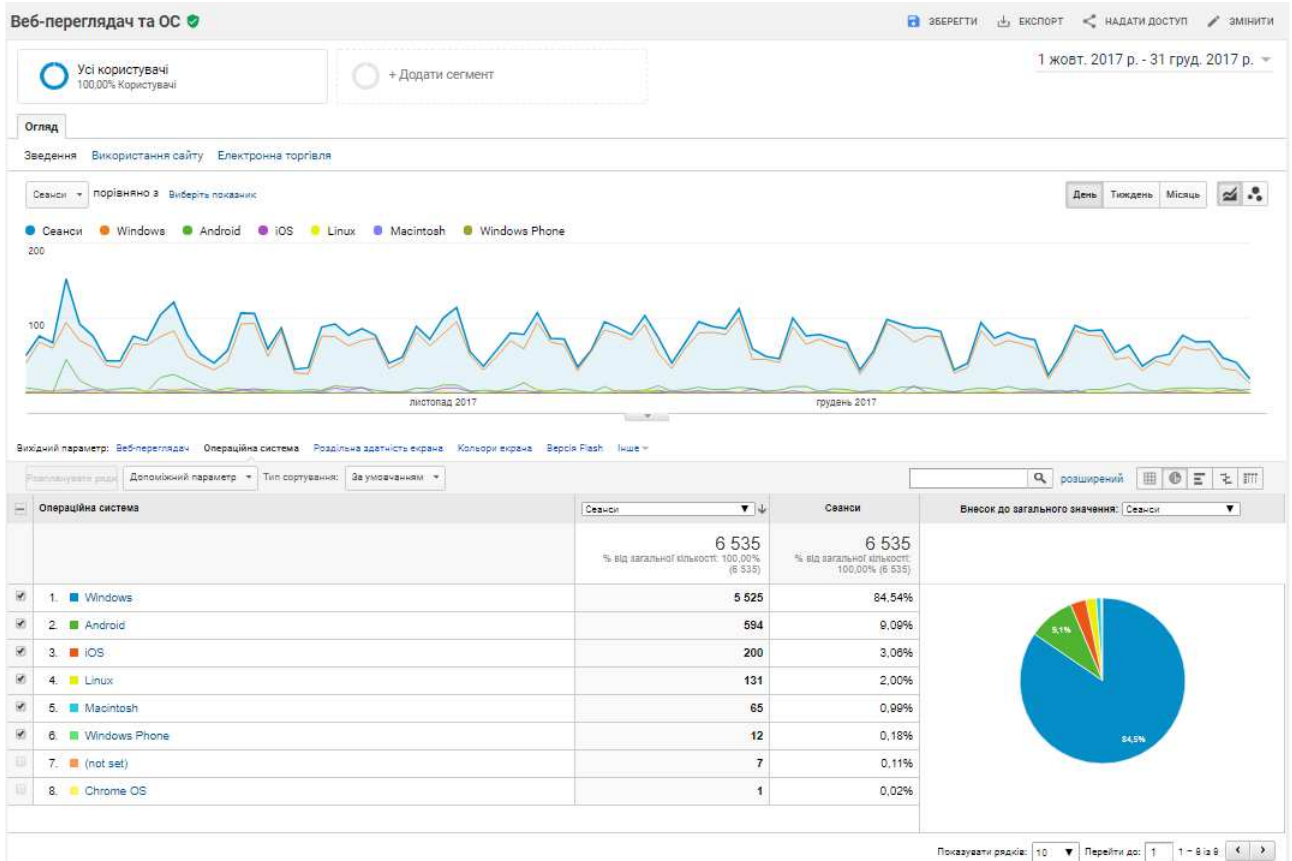 Веб-переглядач та ОС
ЗБЕРЕГТИ ЕКСПОРТ НАДАТИ ДОСТУП ЗМІНИТИ
Усі користувачі
100,00% Користувачі
+ Додати сегмент
1 жовт. 2017 р. - 31 груд. 2017 р.
Огляд
Зведення Використання сайту Електронна торгівля
Сеанси порівняно з Виберіть показник
День Тиждень Місяць
Сеанси Windows Android iOS Linux Macintosh Windows Phone
200
100
листопад 2017 грудень 2017
Вихідний параметр: Веб-переглядач Операційна система Роздільна здатність екрана Кольори екрана Версія Flash Інше
Розпланувати рядки Допоміжний параметр Тип сортування: За умовчанням
розширений
Операційна система Сеанси Сеанси Внесок до загального значення: Сеанси
6 535 6 535
% від загальної кількості: 100,00% (6 535)
% від загальної кількості: 100,00% (6 535)
1. Windows 5 525 84,54%
2. Android 594 9,09%
3. iOS 200 3,06%
4. Linux 131 2,00%
5. Macintosh 65 0,99%
6. Windows Phone 12 0,18%
7. (not set) 7 0,11%
8. Chrome OS 1 0,02%
9,1%
84,5%
Показувати рядків: 10 Перейти до: 1 1 – 8 із 8